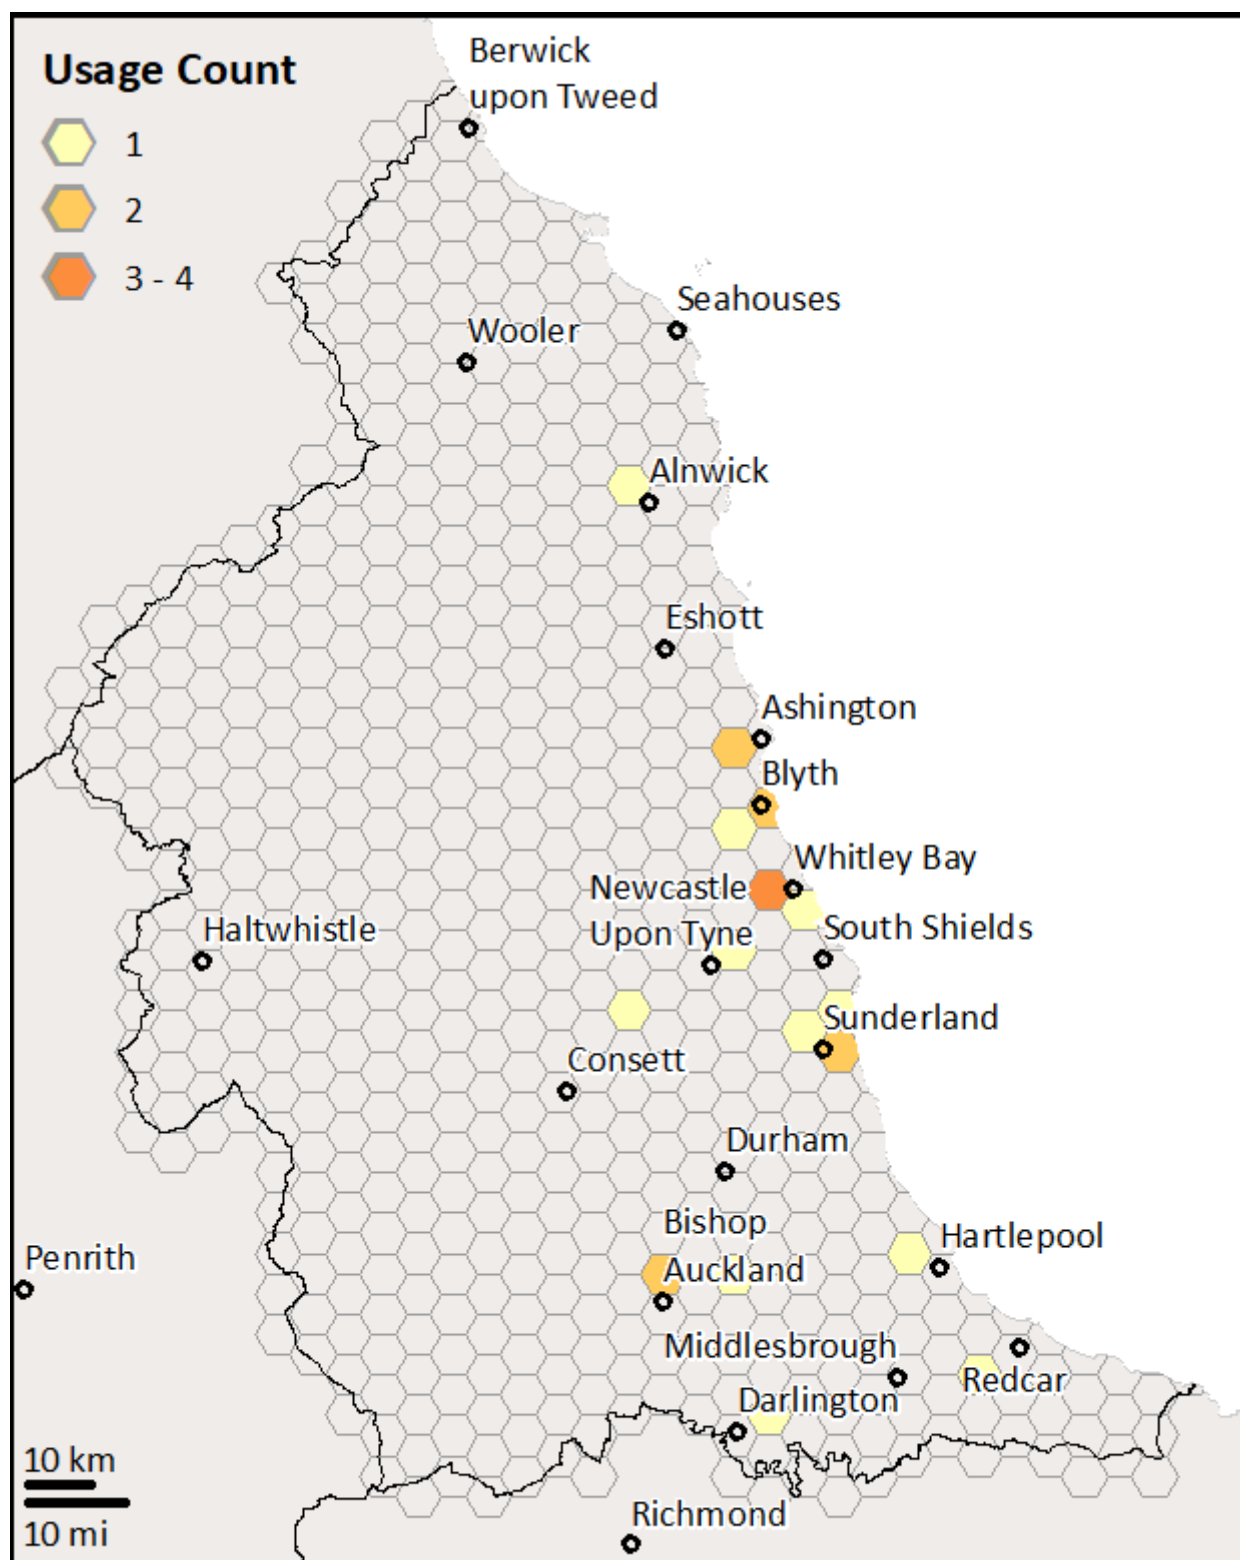 Usage Count
1
2
3 - 4
Berwick
upon Tweed
Seahouses
Wooler
Alnwick
Eshott
Ashington
Blyth
Whitley Bay
Newcastle
Upon Tyne
South Shields
Haltwhistle
Sunderland
Consett
Durham
Bishop
Auckland
Hartlepool
Penrith
Middlesbrough
Redcar
Darlington
10 km
10 mi
Richmond